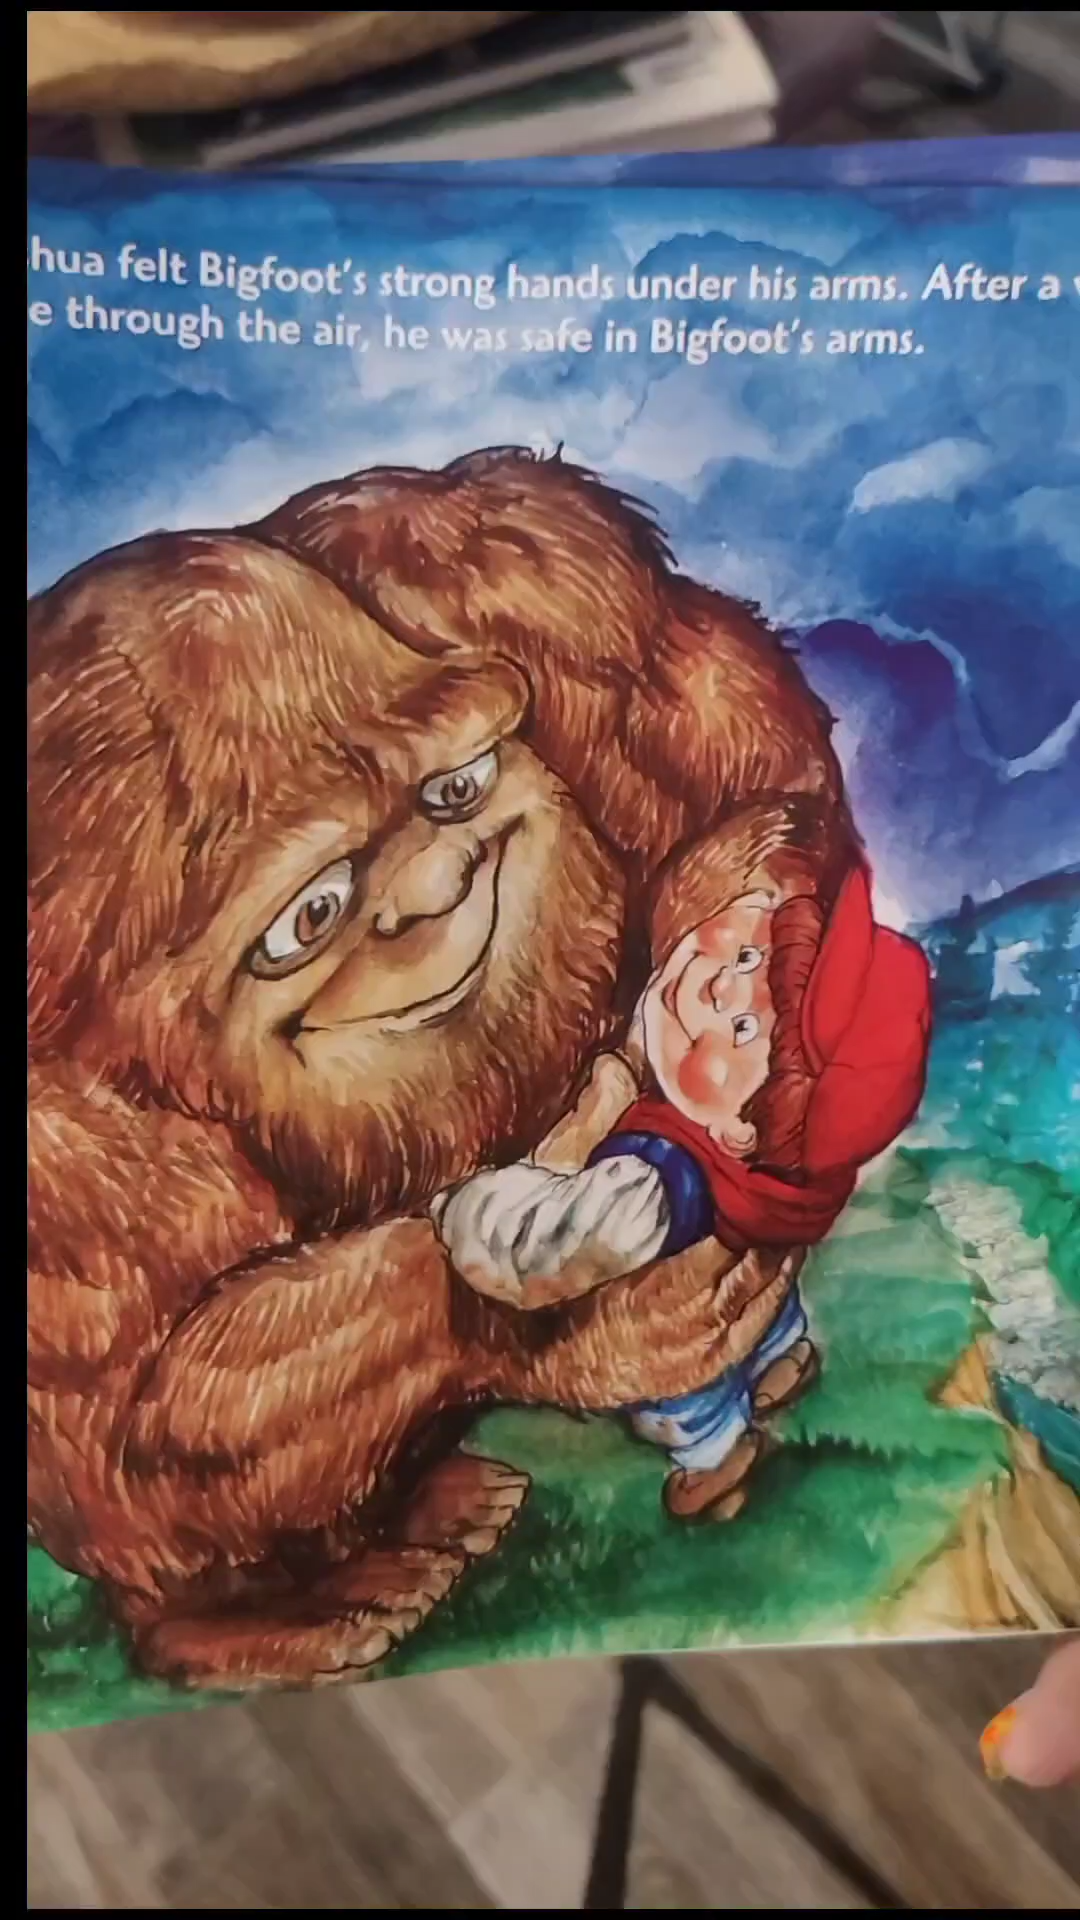 hua felt Bigfoot's strong hands under his arms. After a
e through the air, he was safe in Bigfoot's arms.